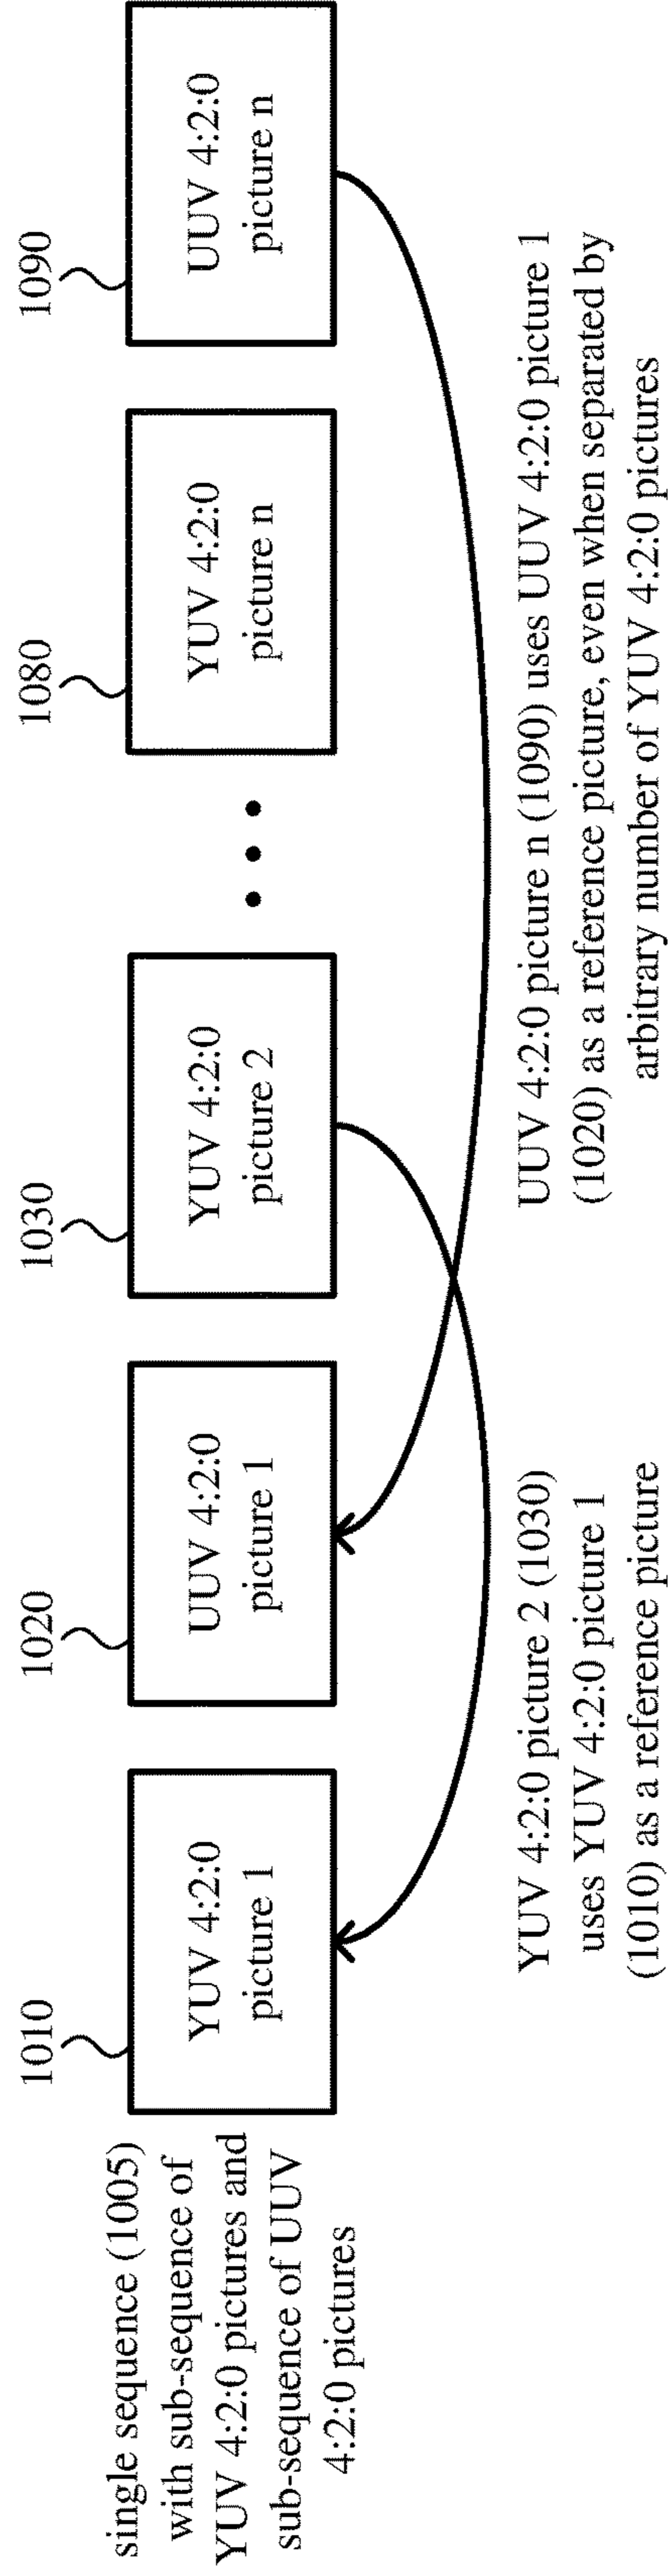 single sequence (1005)
with sub-sequence of
YUV 4:2:0 pictures and
sub-sequence of UUV
4:2:0 pictures
1010
YUV 4:2:0
picture 1
1020
UUV 4:2:0
picture 1
1030
YUV 4:2:0
picture 2
1080
YUV 4:2:0
picture n
1090
UUV 4:2:0
picture n
YUV 4:2:0 picture 2 (1030)
uses YUV 4:2:0 picture 1
(1010) as a reference picture
UUV 4:2:0 picture n (1090) uses UUV 4:2:0 picture 1
(1020) as a reference picture, even when separated by
arbitrary number of YUV 4:2:0 pictures